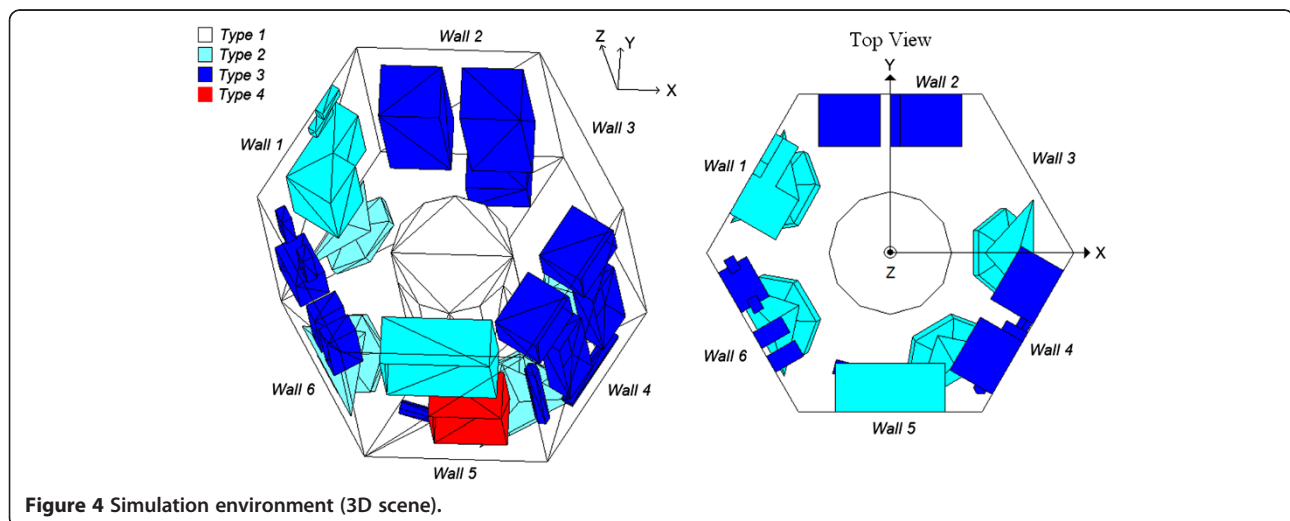 Type 1
Type 2
Type 3
Type 4
Wall 2
Z
Y
X
Wall 1
Wall 3
Wall 6
Wall 4
Wall 5
Top View
Y
Wall 2
Wall 1
Wall 3
X
Z
Wall 6
Wall 4
Wall 5
Figure 4 Simulation environment (3D scene).